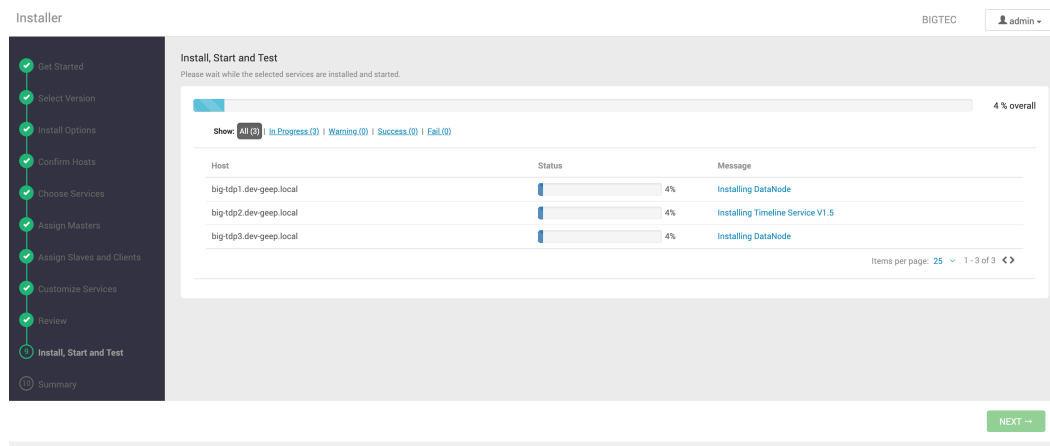 Installer
BIGTEC
admin
Get Started
Select Version
Install Options
Confirm Hosts
Choose Services
Assign Masters
Assign Slaves and Clients
Customize Services
Review
9 Install, Start and Test
10 Summary
Install, Start and Test
Please wait while the selected services are installed and started.
4 % overall
Show: All (3) | In Progress (3) | Warning (0) | Success (0) | Fail (0)
Host Status Message
big-tdp1.dev-geep.local 4% Installing DataNode
big-tdp2.dev-geep.local 4% Installing Timeline Service V1.5
big-tdp3.dev-geep.local 4% Installing DataNode
Items per page: 25 1 - 3 of 3
NEXT →